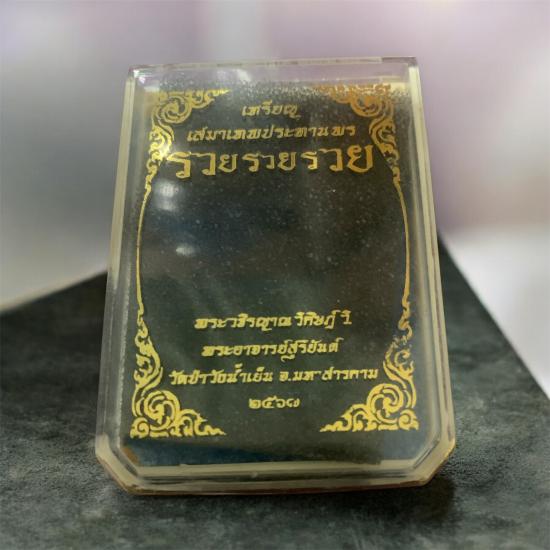 เหรียญ
เสมาเทพประทานพร
รวยรวยรวย
พระวชิรญาณวิศิษฎ์ วิ.
พระอาจารย์สุริยันต์
วัดป่าวังน้ำเย็น จ.มหาสารคาม
๒๕๖๗